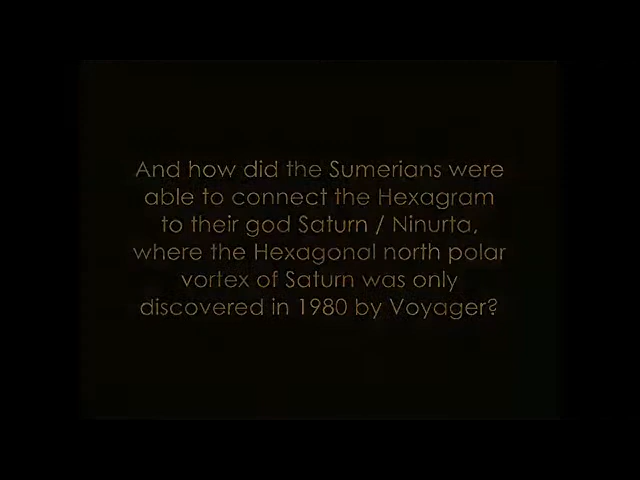 And how did the Sumerians were
able to connect the Hexagram
to their god Saturn / Ninurta,
where the Hexagonal north polar
vortex of Saturn was only
discovered in 1980 by Voyager?